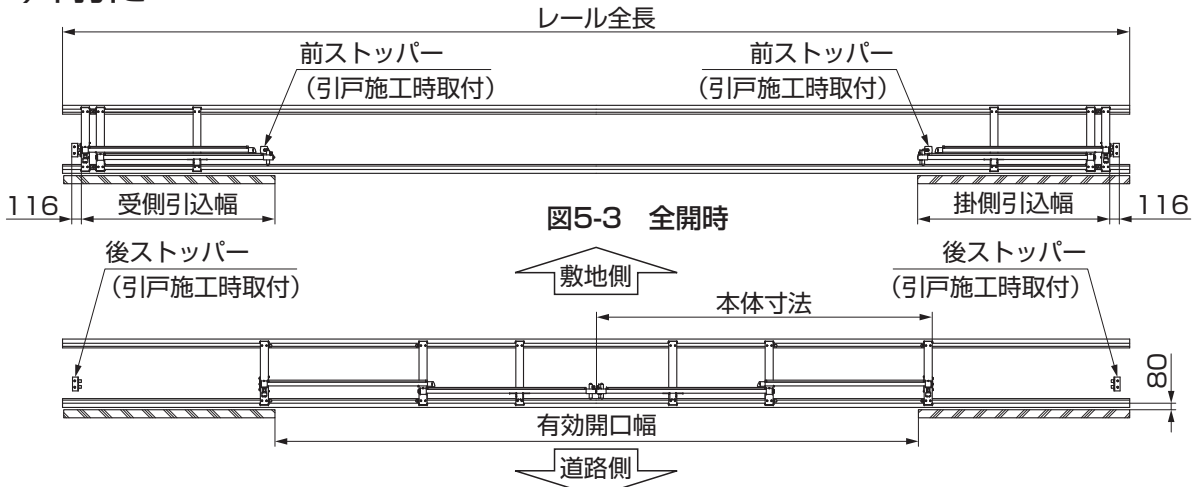 レール全長
前ストッパー
（引戸施工時取付）
前ストッパー
（引戸施工時取付）
116
受側引込幅
図5-3　全開時
掛側引込幅
116
後ストッパー
（引戸施工時取付）
敷地側
後ストッパー
（引戸施工時取付）
本体寸法
80
有効開口幅
道路側